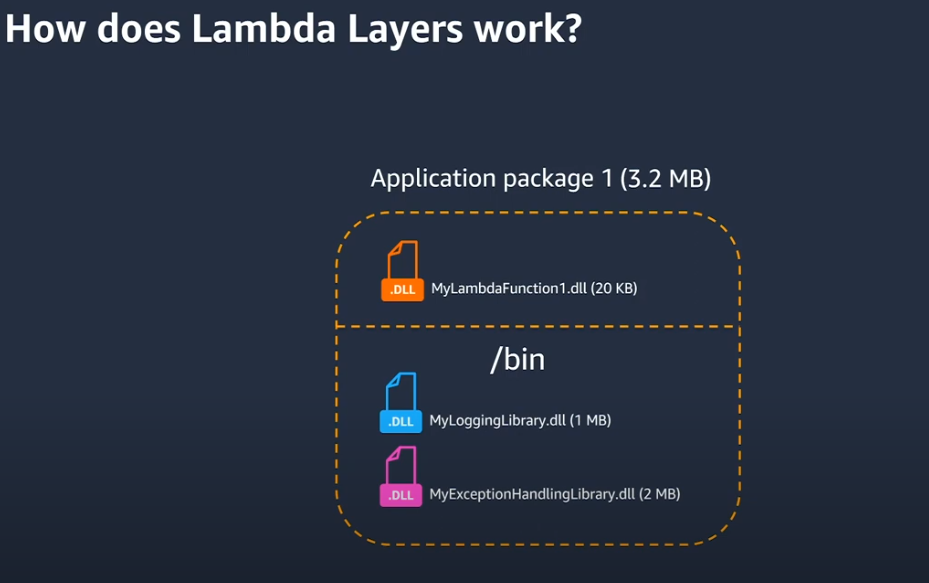 How does Lambda Layers work?
Application package 1 (3.2 MB)
.DLL MyLambdaFunction1.dll (20 KB)
/bin
.DLL MyLoggingLibrary.dll (1 MB)
.DLL MyExceptionHandlingLibrary.dll (2 MB)